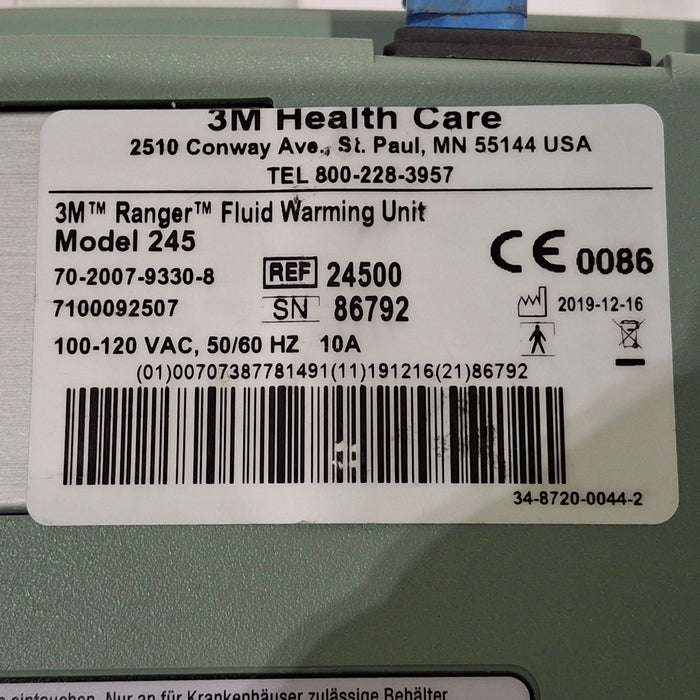 3M Health Care
2510 Conway Ave., St. Paul, MN 55144 USA
TEL 800-228-3957
3M™ Ranger™ Fluid Warming Unit
Model 245
70-2007-9330-8 REF 24500
7100092507 SN 86792
CE 0086
2019-12-16
100-120 VAC, 50/60 HZ 10A
(01)00707387781491(11)191216(21)86792
34-8720-0044-2
eintauchen. Nur an für Krankenhäuser zulässige Behälter